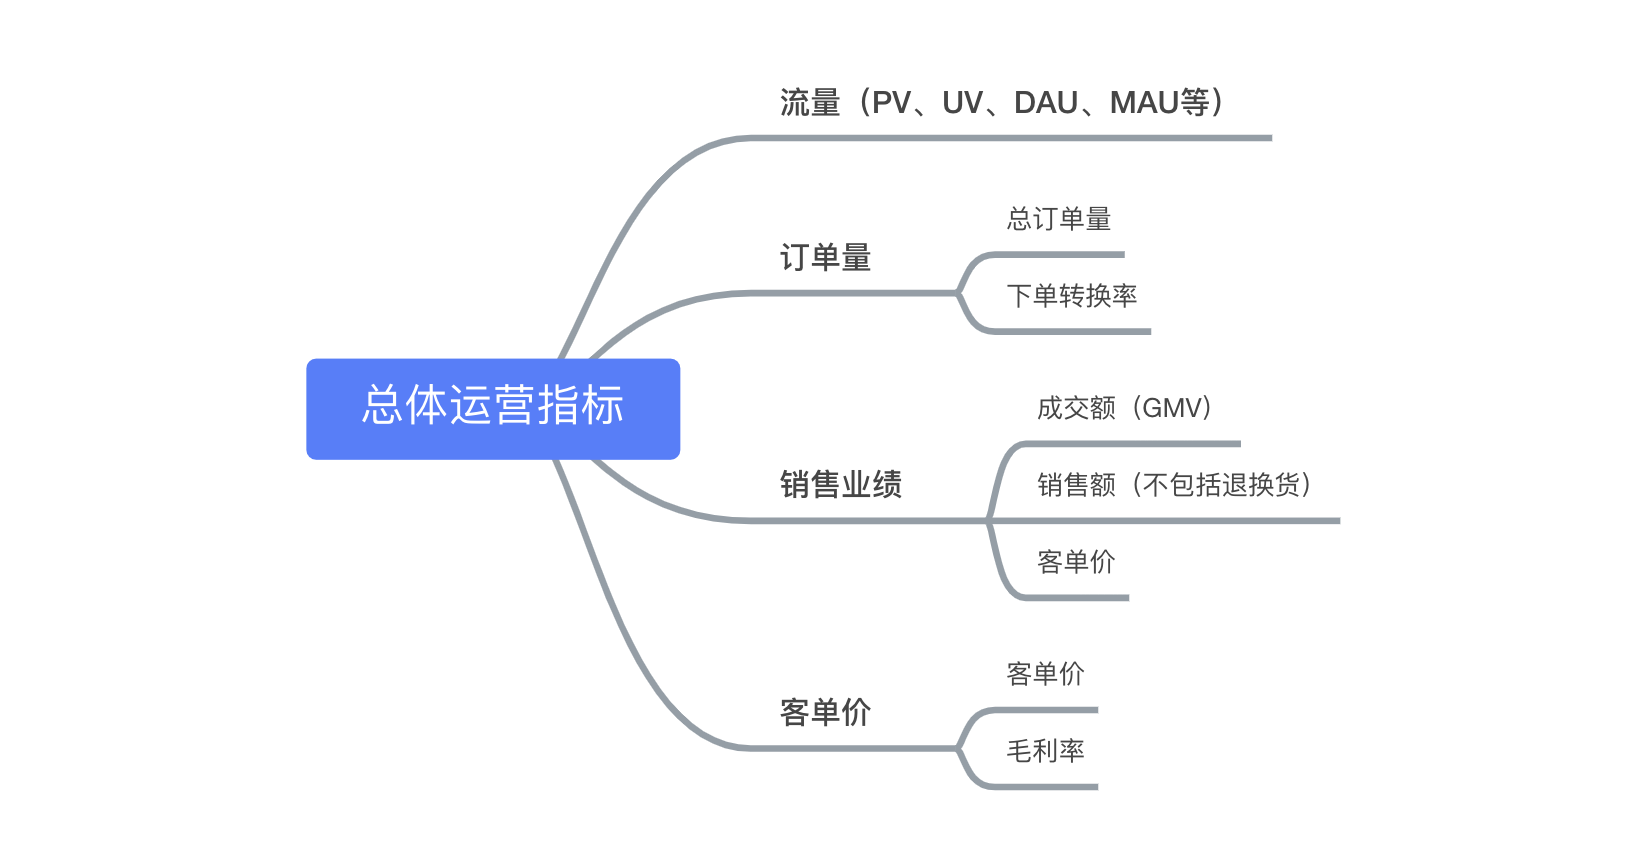 流量（PV、UV、DAU、MAU等）
总订单量
订单量
下单转换率
总体运营指标
成交额（GMV）
销售业绩
销售额（不包括退换货）
客单价
客单价
客单价
毛利率